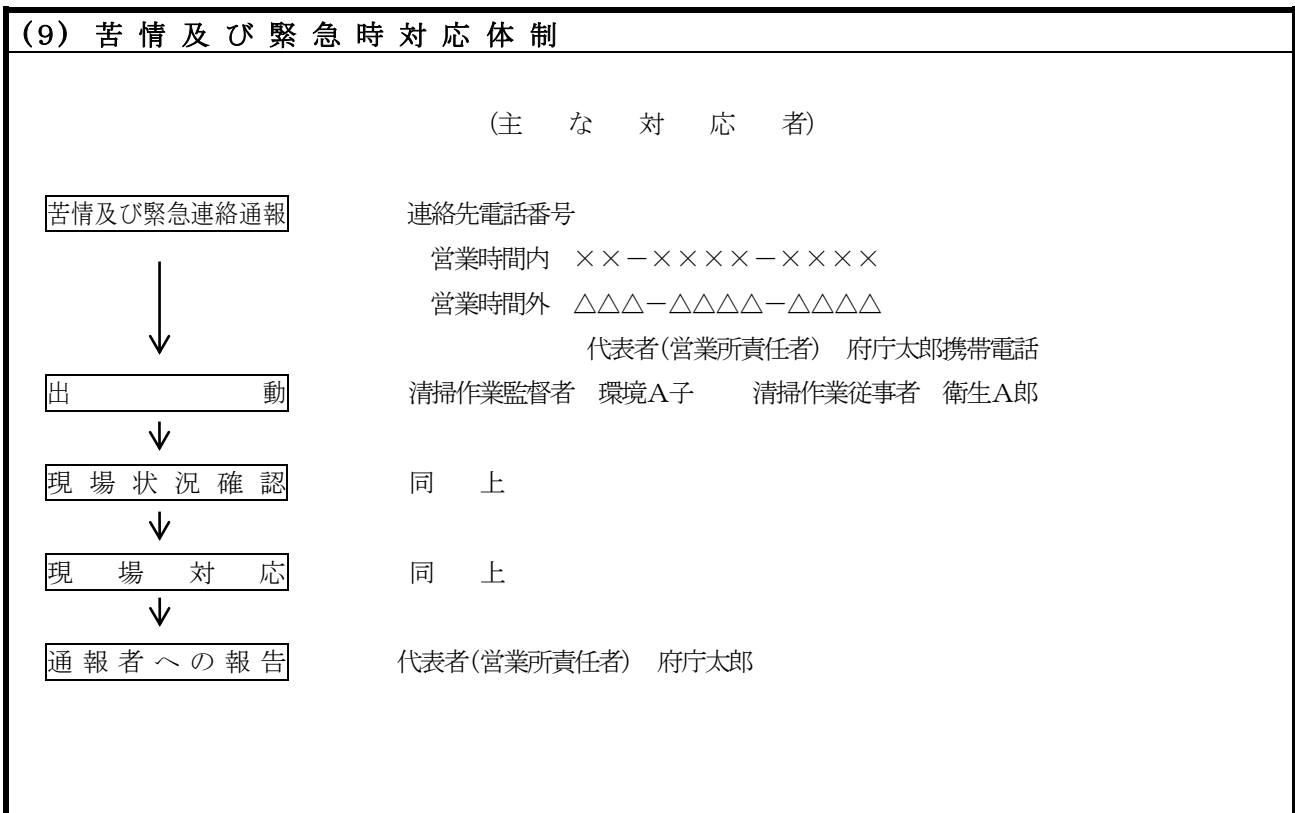 (9) 苦情及び緊急時対応体制
(主な対応者)
苦情及び緊急連絡通報 連絡先電話番号
営業時間内 ××－××××－××××
営業時間外 △△△－△△△△－△△△△
代表者(営業所責任者) 府庁太郎携帯電話
出動 清掃作業監督者 環境A子 清掃作業従事者 衛生A郎
現場状況確認 同上
現場対応 同上
通報者への報告 代表者(営業所責任者) 府庁太郎